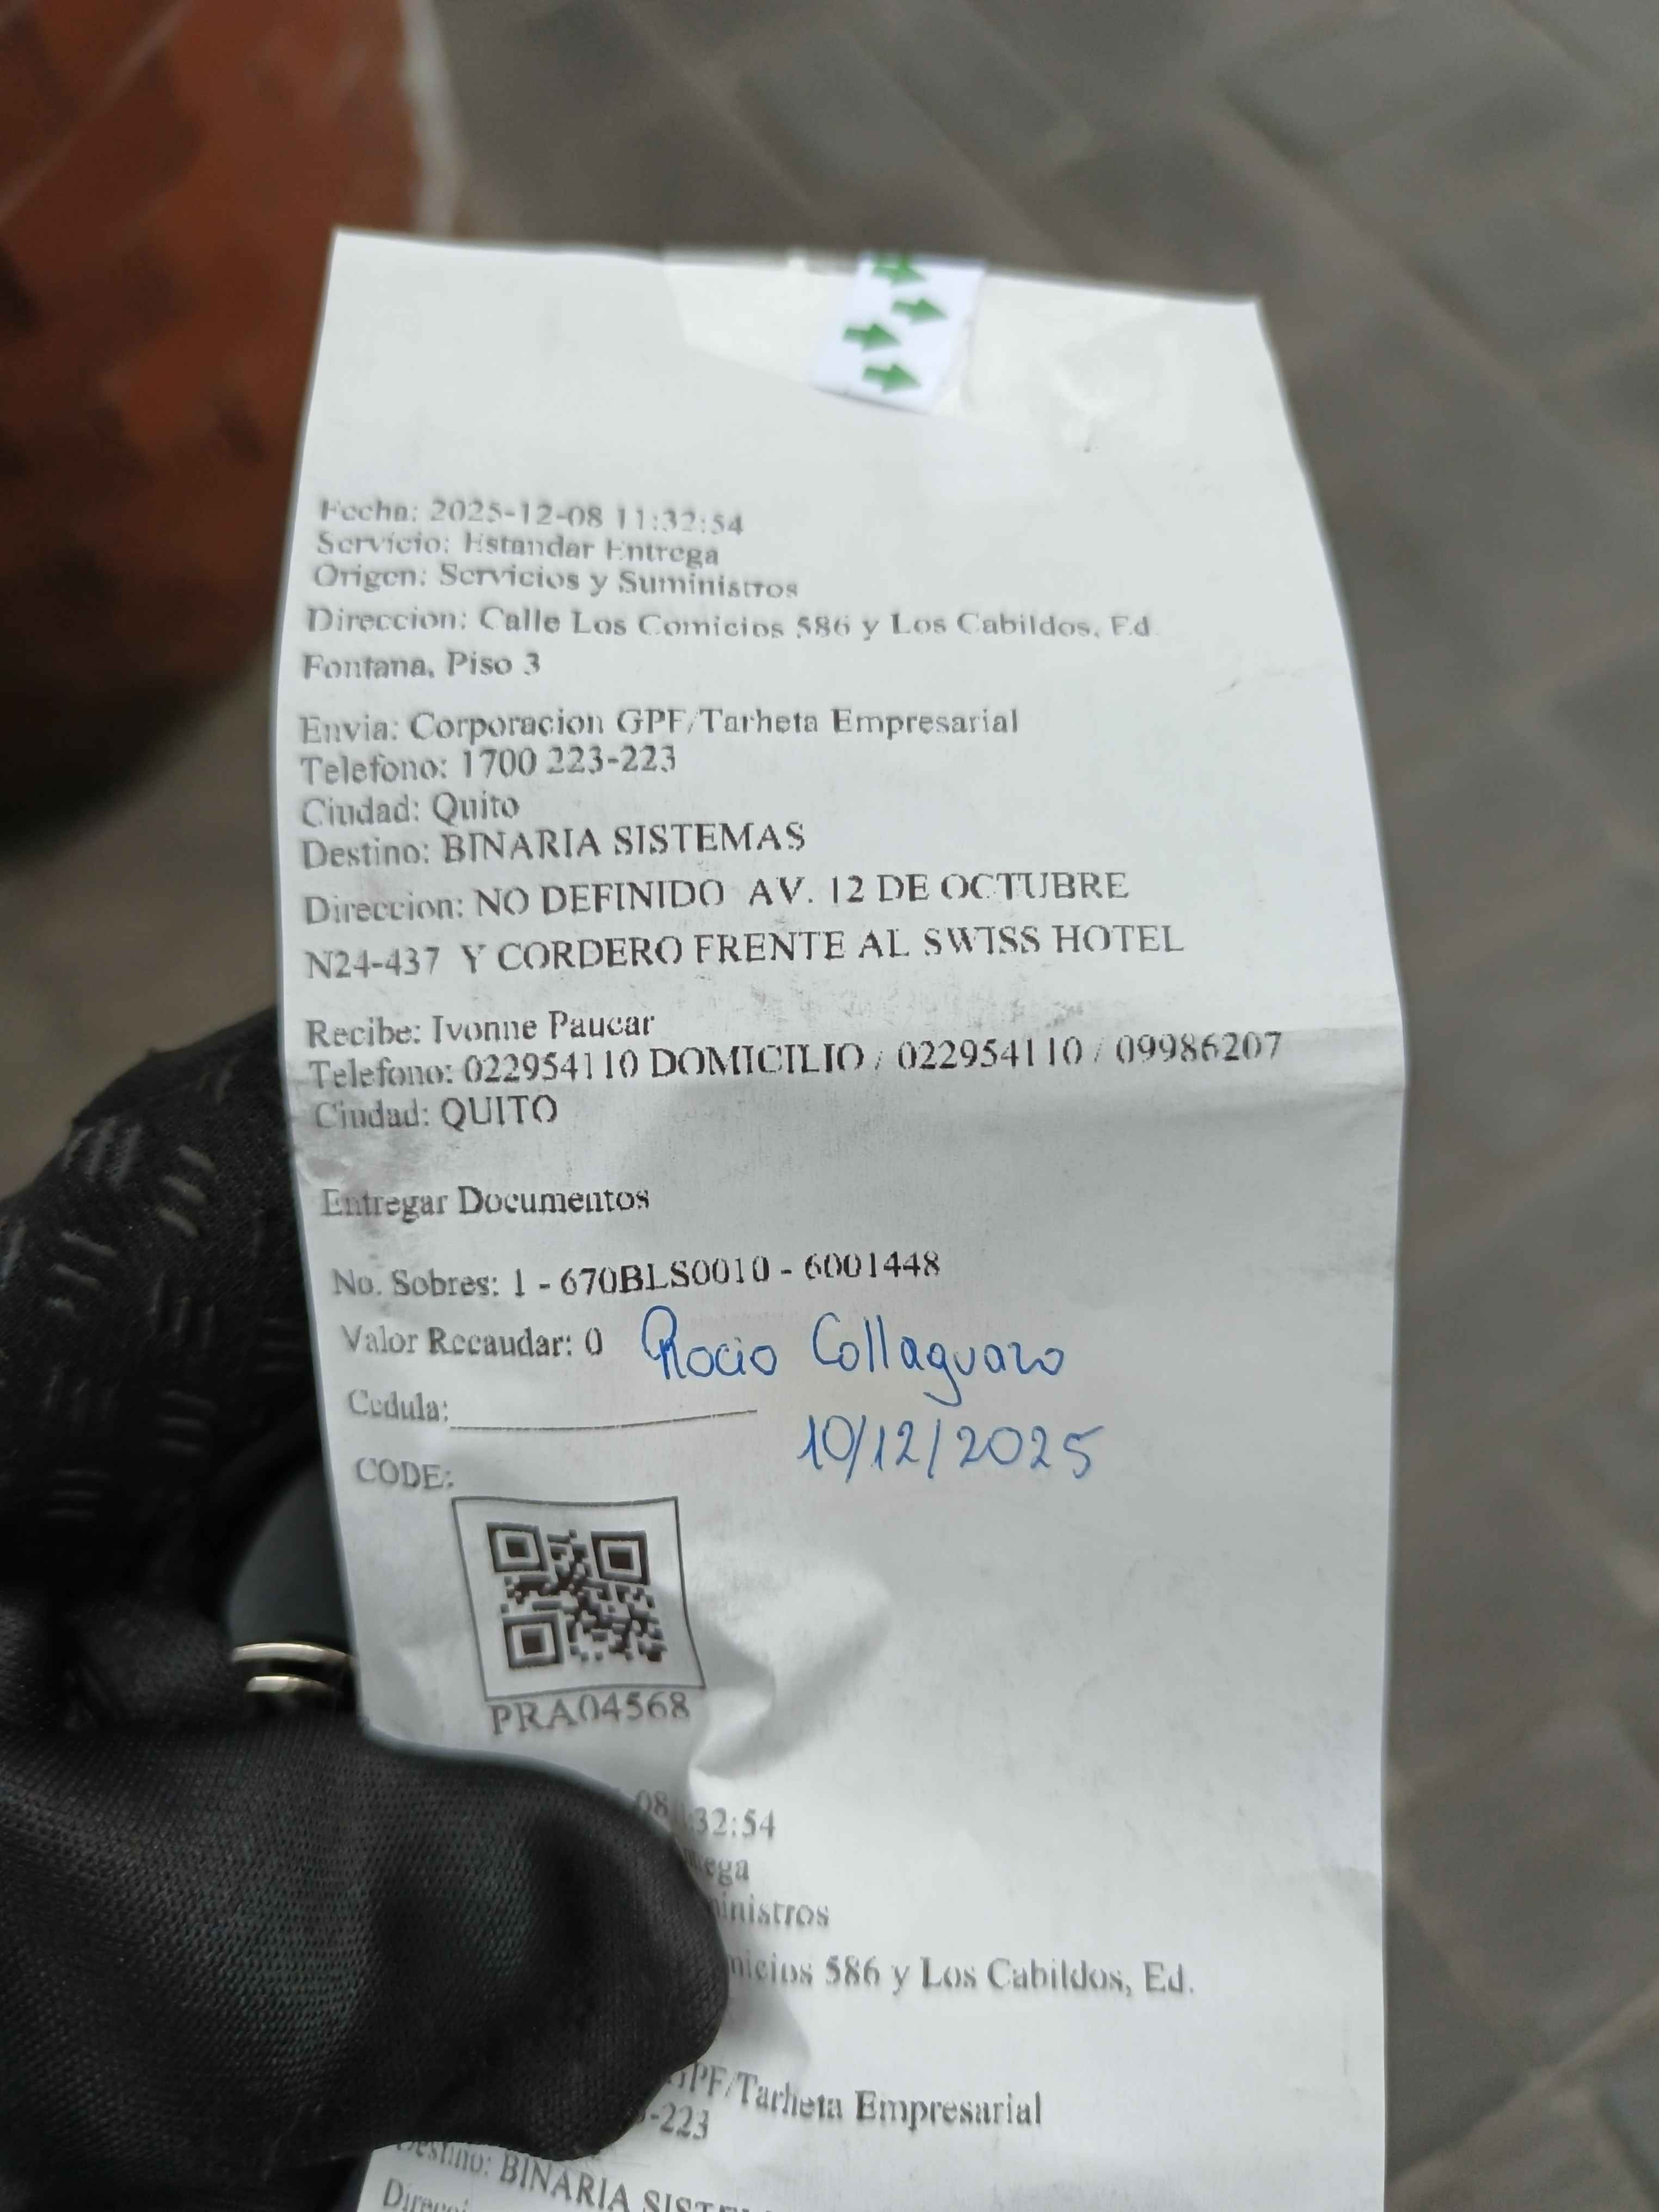 Fecha: 2025-12-08 11:32:54
Servicio: Estandar Entrega
Origen: Servicios y Suministros
Direccion: Calle Los Comicios 586 y Los Cabildos, Ed.
Fontana, Piso 3
Envia: Corporacion GPF/Tarheta Empresarial
Telefono: 1700 223-223
Ciudad: Quito
Destino: BINARIA SISTEMAS
Direccion: NO DEFINIDO AV. 12 DE OCTUBRE
N24-437 Y CORDERO FRENTE AL SWISS HOTEL
Recibe: Ivonne Paucar
Telefono: 022954110 DOMICILIO / 022954110 / 09986207
Ciudad: QUITO
Entregar Documentos
No. Sobres: 1 - 670BLS0010 - 6001448
Valor Recaudar: 0 Rocio Collaguazo
Cedula:
10/12/2025
CODE:
PRA04568
08 :32:54
ega
inistros
micios 586 y Los Cabildos, Ed.
GPF/Tarheta Empresarial
-223
Destino: BINARIA